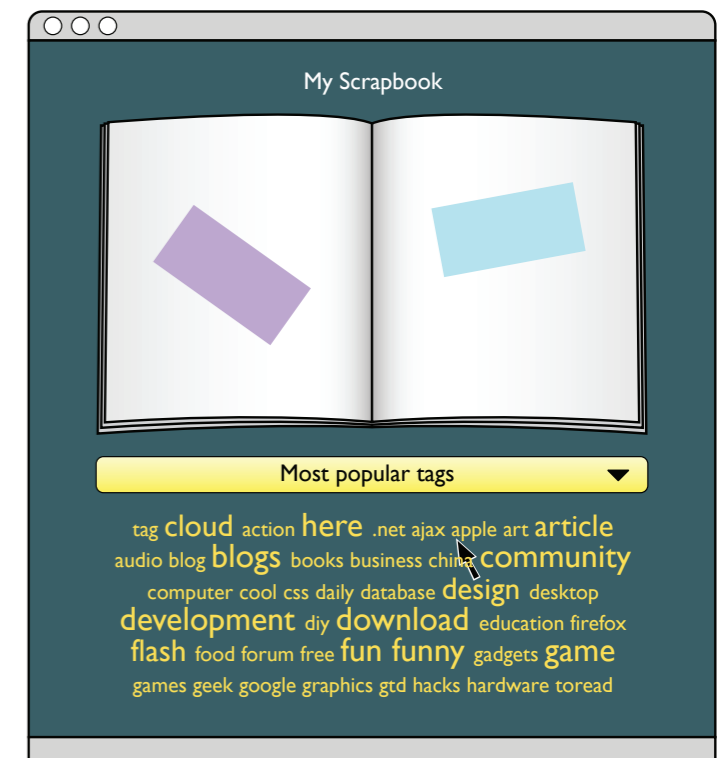 My Scrapbook
Most popular tags
tag cloud action here .net ajax apple art article
audio blog blogs books business china community
computer cool css daily database design desktop
development diy download education firefox
flash food forum free fun funny gadgets game
games geek google graphics gtd hacks hardware toread